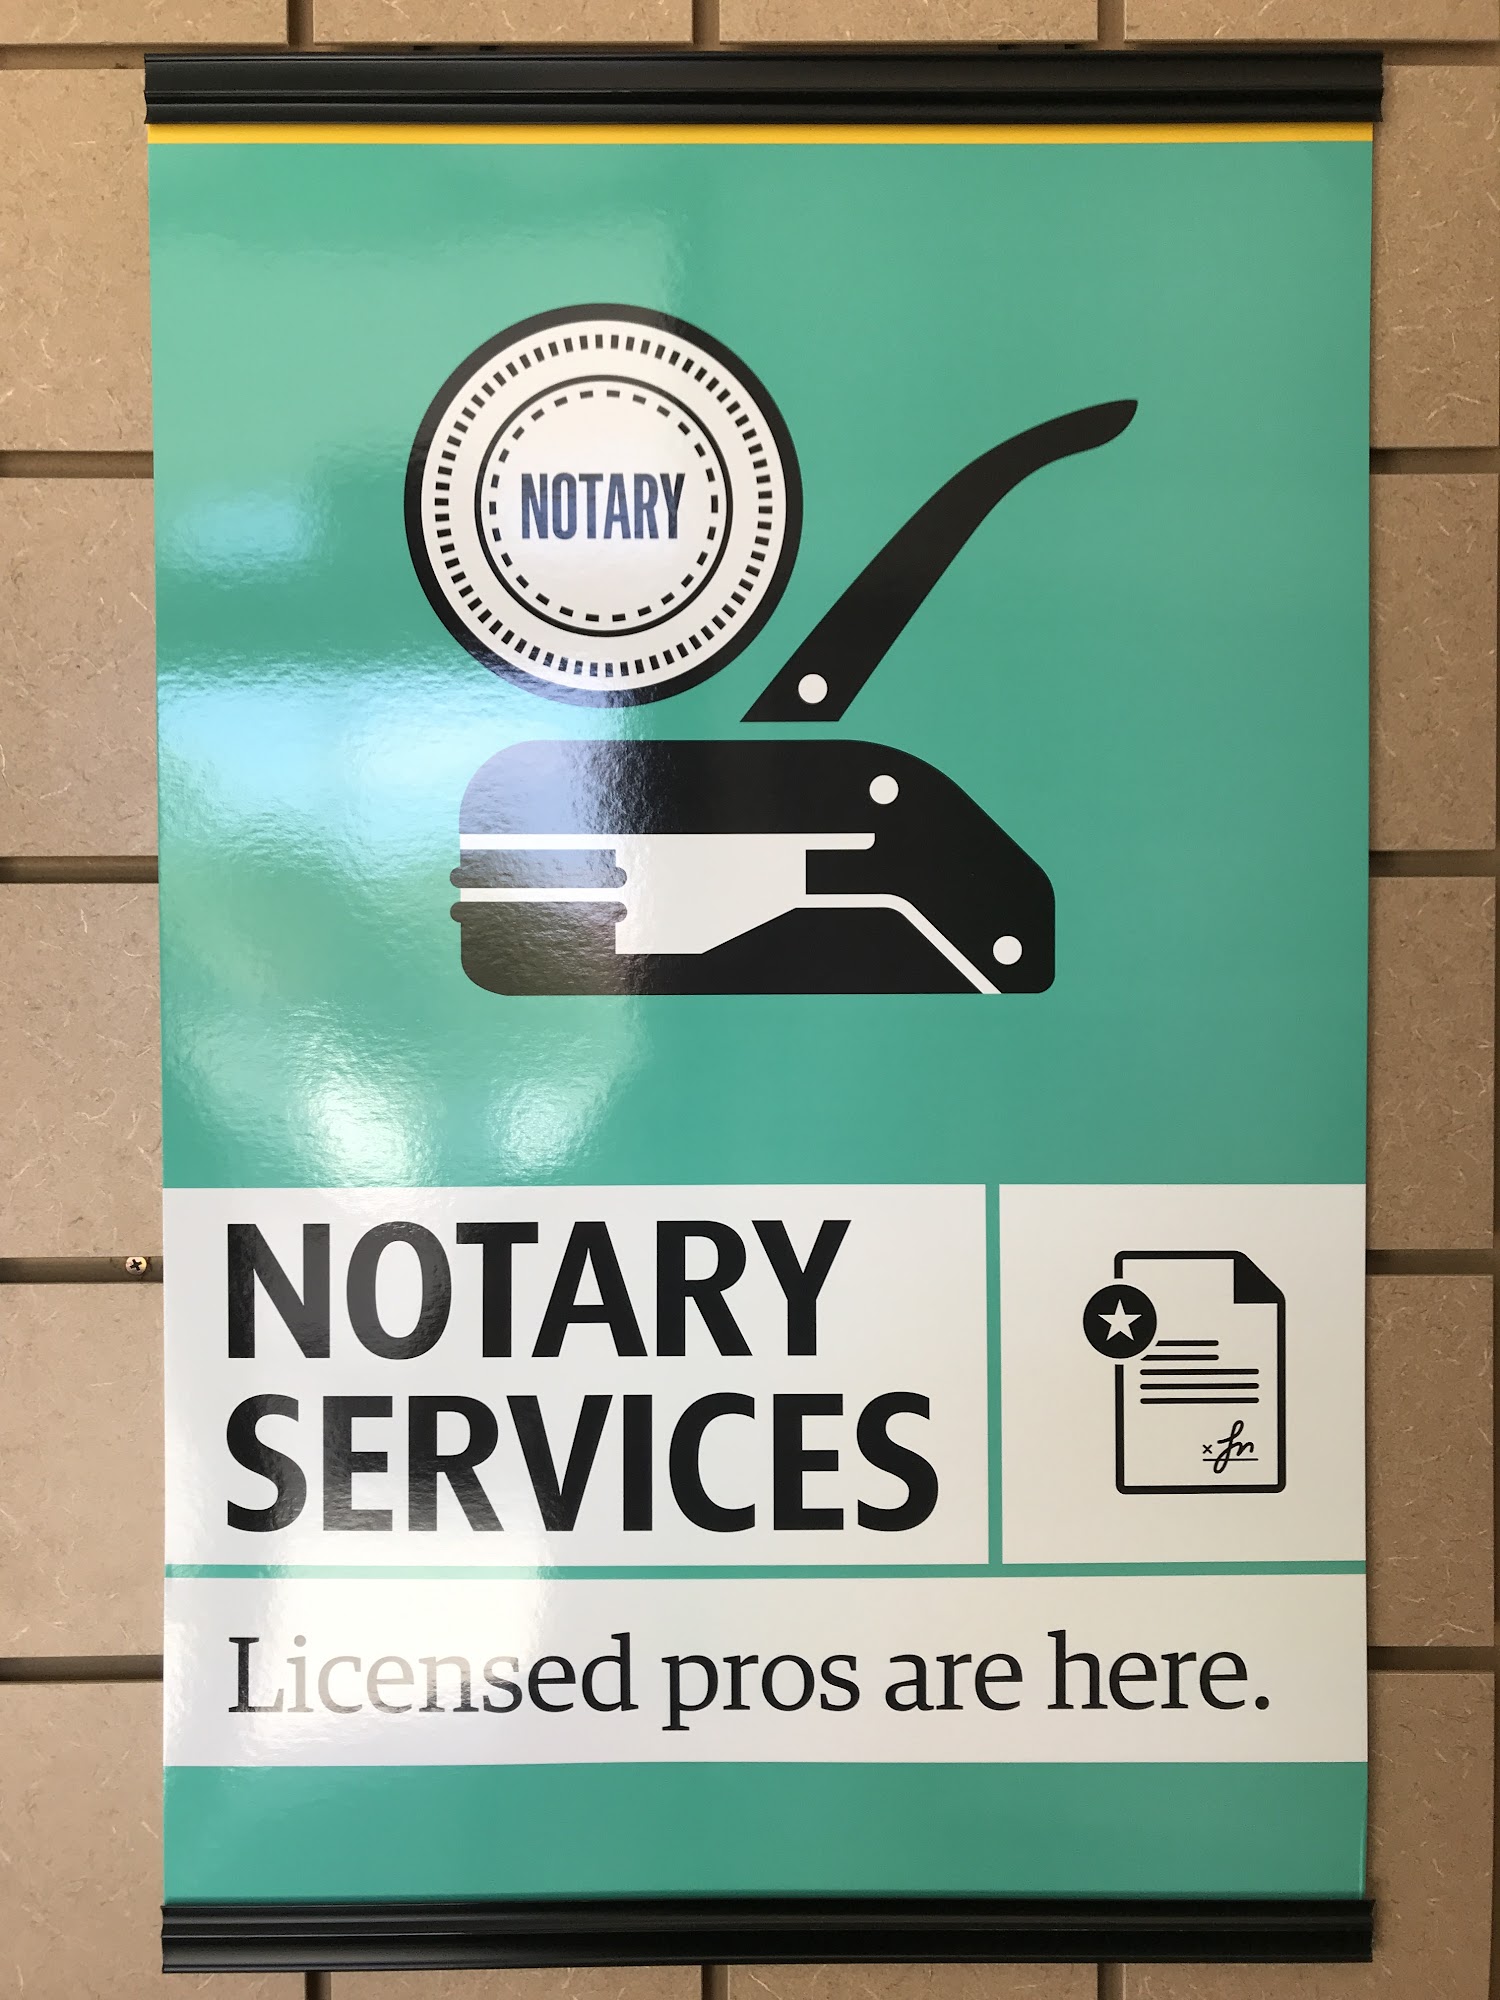 NOTARY
NOTARY
SERVICES
Licensed pros are here.